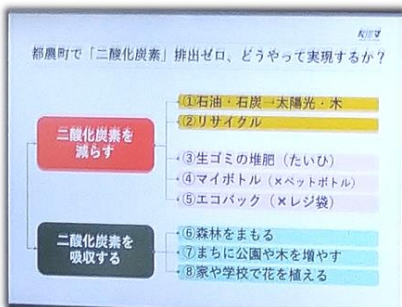 都農町で「二酸化炭素」排出ゼロ、どうやって実現するか？
①石油・石炭→太陽光・木
②リサイクル
二酸化炭素を
減らす
③生ゴミの堆肥（たいひ）
④マイボトル（×ペットボトル）
⑤エコバック（×レジ袋）
⑥森林をまもる
二酸化炭素を
吸収する
⑦まちに公園や木を増やす
⑧家や学校で花を植える